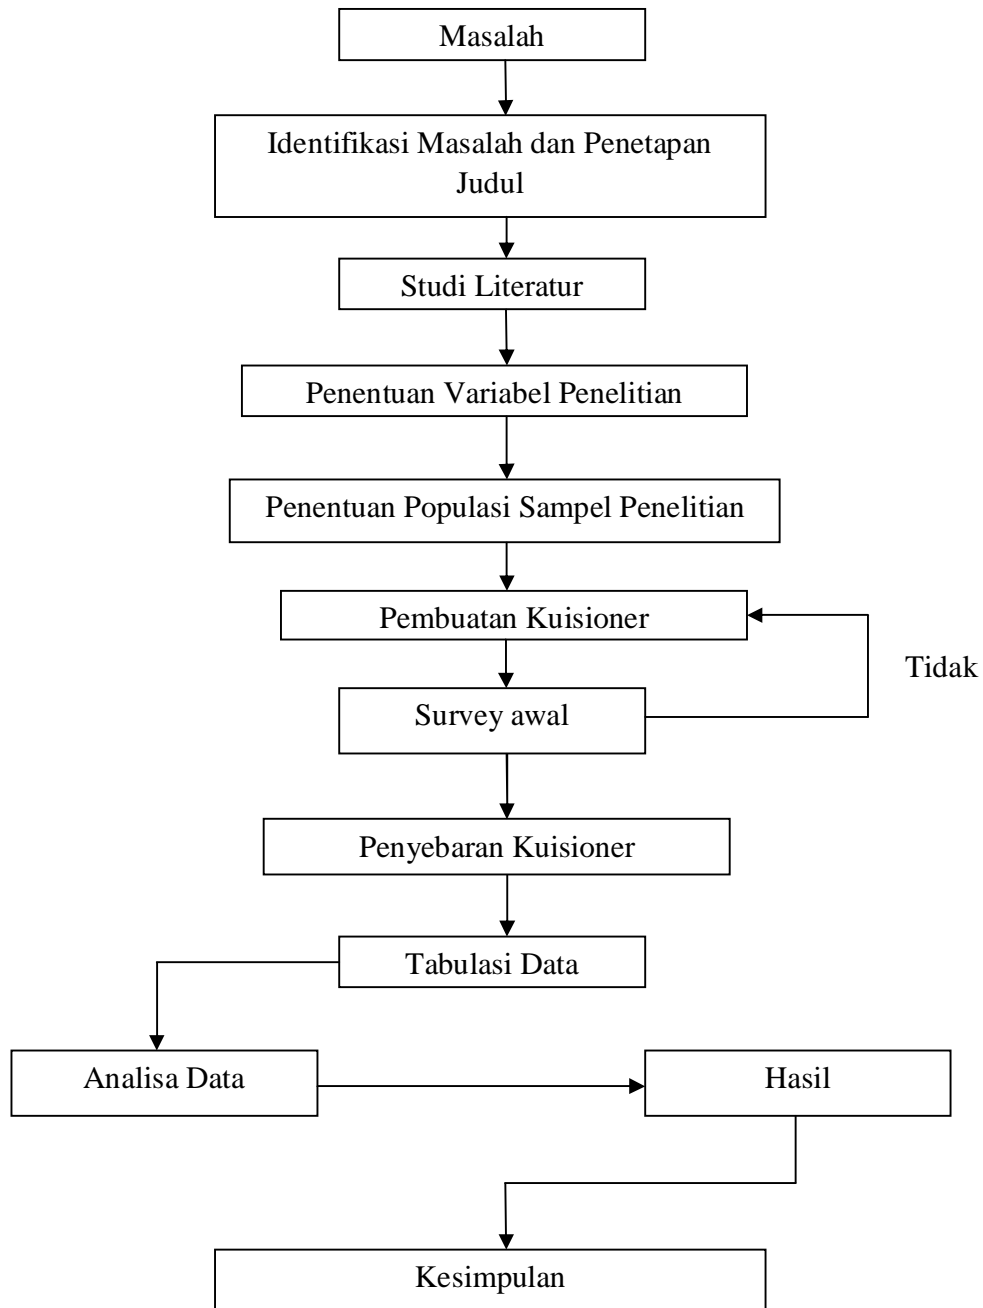 Masalah
Identifikasi Masalah dan Penetapan
Judul
Studi Literatur
Penentuan Variabel Penelitian
Penentuan Populasi Sampel Penelitian
Pembuatan Kuisioner
Tidak
Survey awal
Penyebaran Kuisioner
Tabulasi Data
Analisa Data
Hasil
Kesimpulan